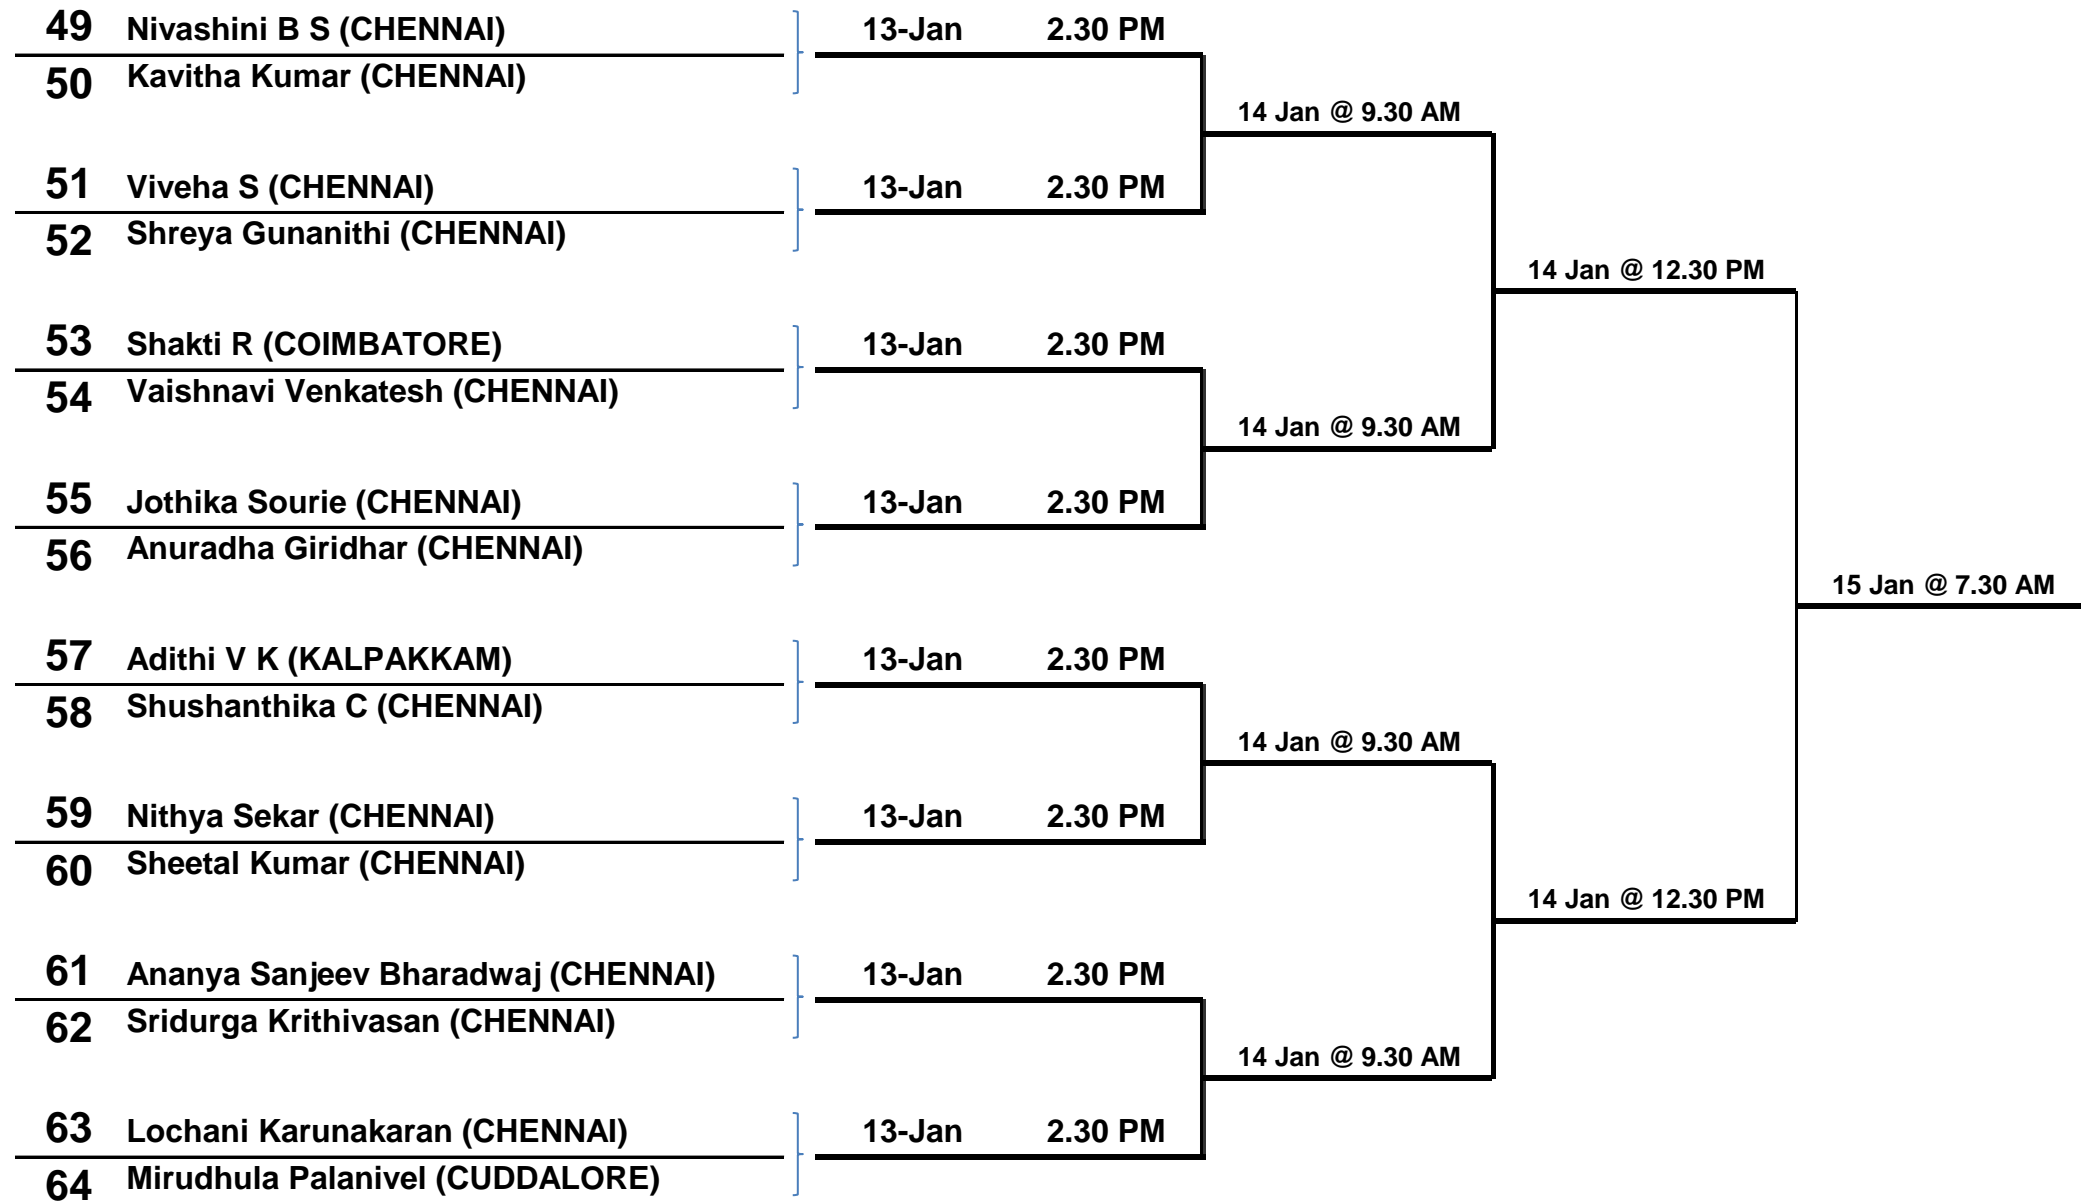 49 Nivashini B S (CHENNAI) 13-Jan 2.30 PM
50 Kavitha Kumar (CHENNAI)
14 Jan @ 9.30 AM
51 Viveha S (CHENNAI) 13-Jan 2.30 PM
52 Shreya Gunanithi (CHENNAI)
14 Jan @ 12.30 PM
53 Shakti R (COIMBATORE) 13-Jan 2.30 PM
54 Vaishnavi Venkatesh (CHENNAI)
14 Jan @ 9.30 AM
55 Jothika Sourie (CHENNAI) 13-Jan 2.30 PM
56 Anuradha Giridhar (CHENNAI)
15 Jan @ 7.30 AM
57 Adithi V K (KALPAKKAM) 13-Jan 2.30 PM
58 Shushanthika C (CHENNAI)
14 Jan @ 9.30 AM
59 Nithya Sekar (CHENNAI) 13-Jan 2.30 PM
60 Sheetal Kumar (CHENNAI)
14 Jan @ 12.30 PM
61 Ananya Sanjeev Bharadwaj (CHENNAI) 13-Jan 2.30 PM
62 Sridurga Krithivasan (CHENNAI)
14 Jan @ 9.30 AM
63 Lochani Karunakaran (CHENNAI) 13-Jan 2.30 PM
64 Mirudhula Palanivel (CUDDALORE)